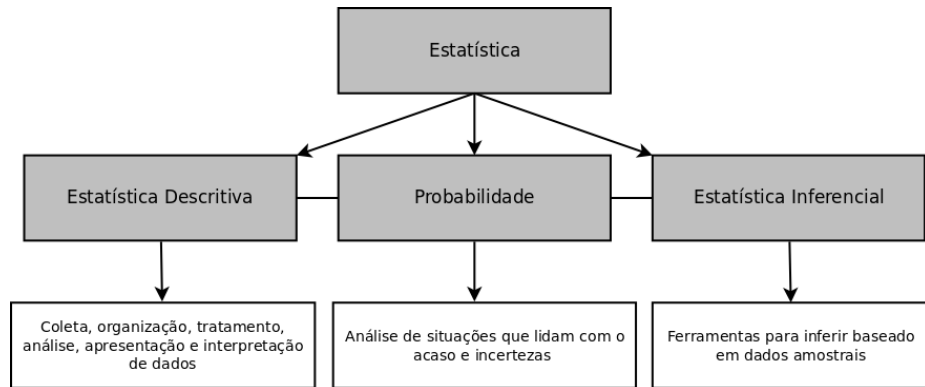 Estatística
Estatística Descritiva
Probabilidade
Estatística Inferencial
Coleta, organização, tratamento,
análise, apresentação e interpretação
de dados
Análise de situações que lidam com o
acaso e incertezas
Ferramentas para inferir baseado
em dados amostrais